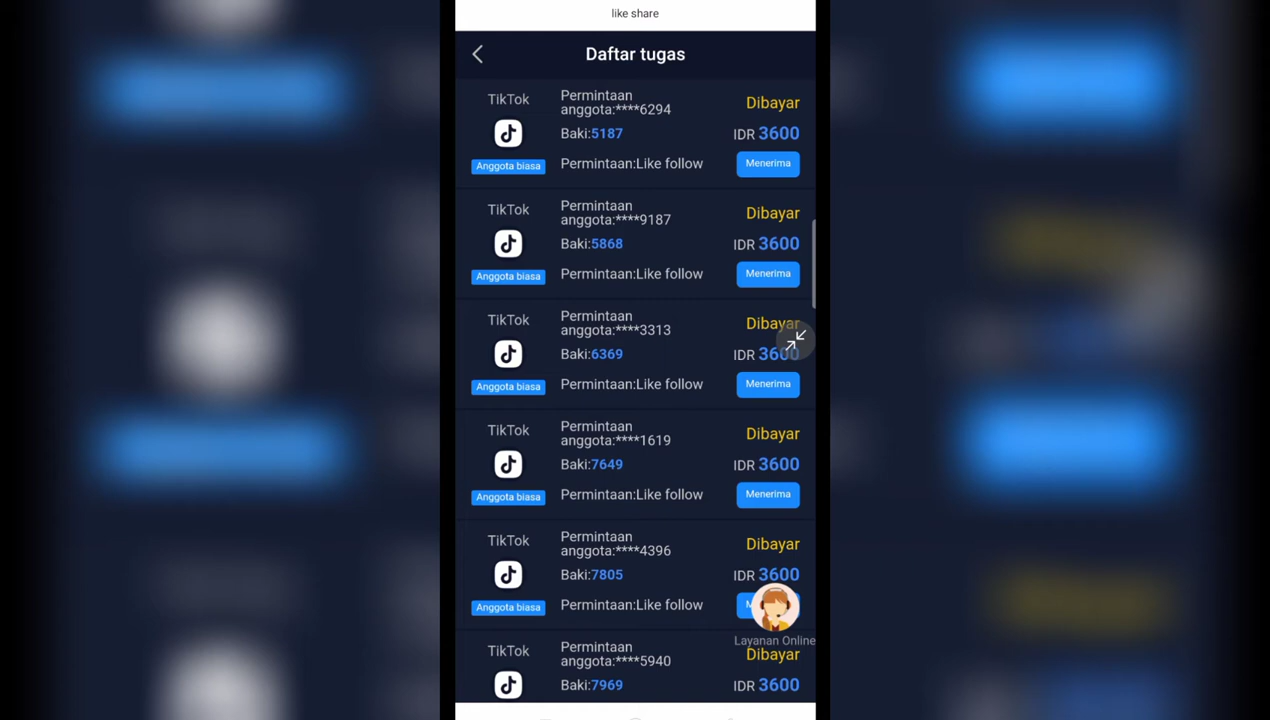 like share
Daftar tugas
TikTok
Permintaan
anggota:****6294
Dibayar
Baki:5187
IDR 3600
Anggota biasa
Permintaan:Like follow
Menerima
TikTok
Permintaan
anggota:****9187
Dibayar
Baki:5868
IDR 3600
Anggota biasa
Permintaan:Like follow
Menerima
TikTok
Permintaan
anggota:****3313
Dibayar
Baki:6369
IDR 3600
Anggota biasa
Permintaan:Like follow
Menerima
TikTok
Permintaan
anggota:****1619
Dibayar
Baki:7649
IDR 3600
Anggota biasa
Permintaan:Like follow
Menerima
TikTok
Permintaan
anggota:****4396
Dibayar
Baki:7805
IDR 3600
Anggota biasa
Permintaan:Like follow
Layanan Online
TikTok
Permintaan
anggota:****5940
Dibayar
Baki:7969
IDR 3600